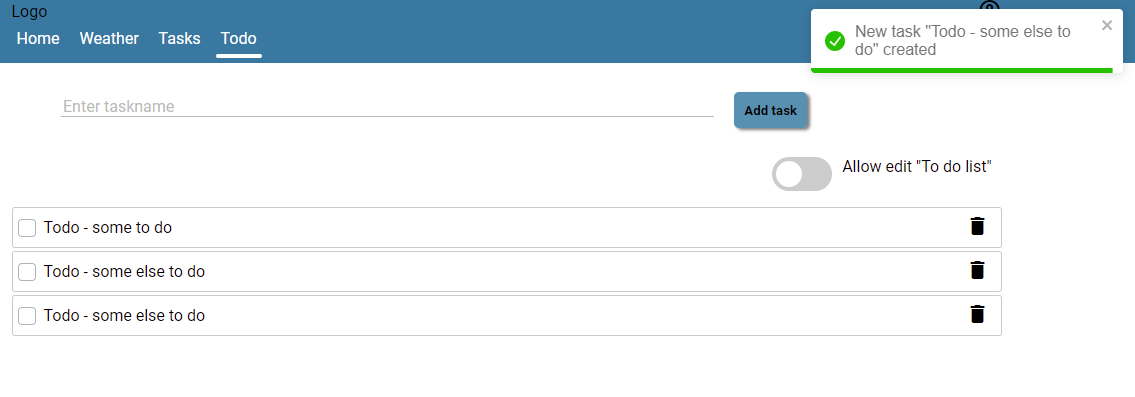 Logo
Home Weather Tasks Todo
New task "Todo - some else to
do" created
Enter taskname
Add task
Allow edit "To do list"
Todo - some to do
Todo - some else to do
Todo - some else to do